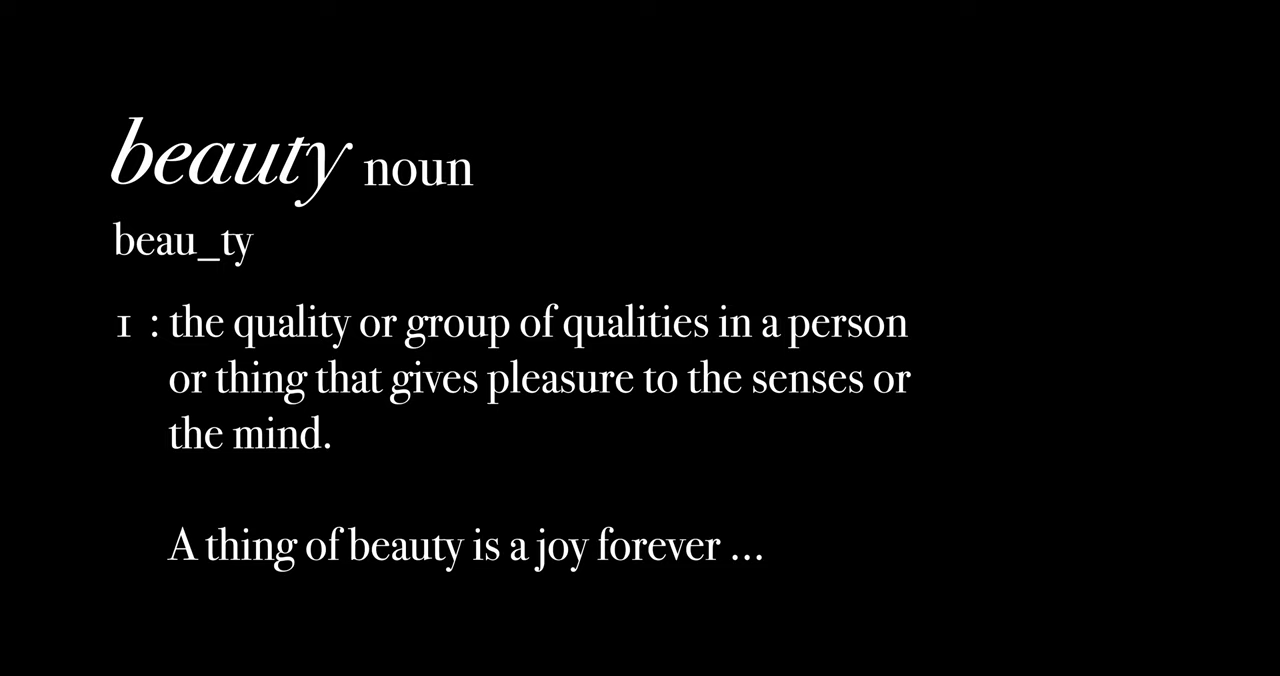 beauty noun
beau_ty
1 : the quality or group of qualities in a person
or thing that gives pleasure to the senses or
the mind.
A thing of beauty is a joy forever ...